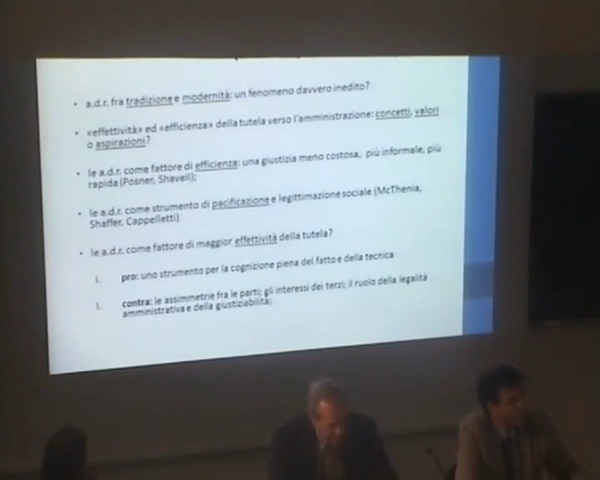 • a.d.r. fra tradizione e modernità: un fenomeno davvero inedito?
• «effettività» ed «efficienza» della tutela verso l'amministrazione: concetti, valori
o aspirazioni?
• le a.d.r. come fattore di efficienza: una giustizia meno costosa, più informale, più
rapida (Posner, Shavell);
• le a.d.r. come strumento di pacificazione e legittimazione sociale (McThenia,
Shaffer, Cappelletti)
• le a.d.r. come fattore di maggior effettività della tutela?
I. pro: uno strumento per la cognizione piena del fatto e della tecnica
I. contra: le assimmetrie fra le parti; gli interessi dei terzi; il ruolo della legalità
amministrativa e della giustiziabilità;